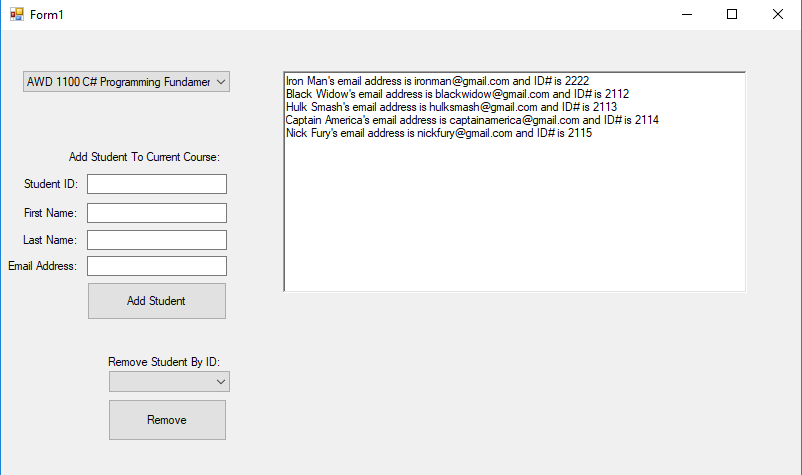 Form1
AWD 1100 C# Programming Fundamer
Iron Man's email address is ironman@gmail.com and ID# is 2222
Black Widow's email address is blackwidow@gmail.com and ID# is 2112
Hulk Smash's email address is hulksmash@gmail.com and ID# is 2113
Captain America's email address is captainamerica@gmail.com and ID# is 2114
Nick Fury's email address is nickfury@gmail.com and ID# is 2115
Add Student To Current Course:
Student ID:
First Name:
Last Name:
Email Address:
Add Student
Remove Student By ID:
Remove